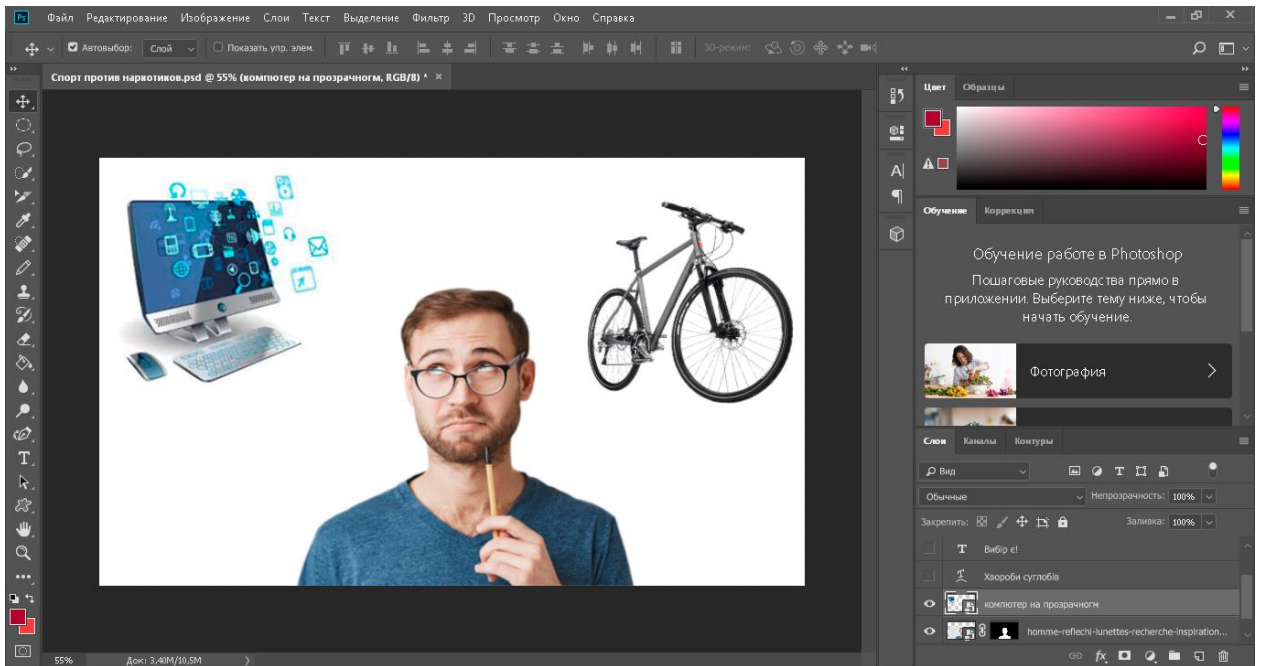 Ps Файл Редактирование Изображение Слои Текст Выделение Фильтр 3D Просмотр Окно Справка
Автовыбор: Слой Показать упр. элем. 3D-режим:
Спорт против наркотиков.psd @ 55% (компютер на прозрачногм, RGB/8) * ×
Цвет Образцы
Обучение Коррекция
Обучение работе в Photoshop
Пошаговые руководства прямо в
приложении. Выберите тему ниже, чтобы
начать обучение.
Фотография
Слои Каналы Контуры
Вид
Обычные Непрозрачность: 100%
Закрепить: Заливка: 100%
Вибір є!
Хвороби суглобів
компютер на прозрачногм
homme-reflechi-lunettes-recherche-inspiration...
55% Док: 3,40M/10,5M